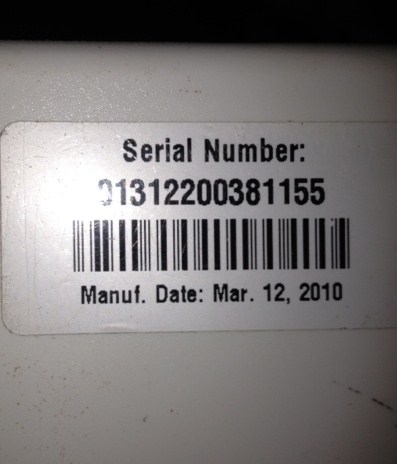 Serial Number:
01312200381155
Manuf. Date: Mar. 12, 2010